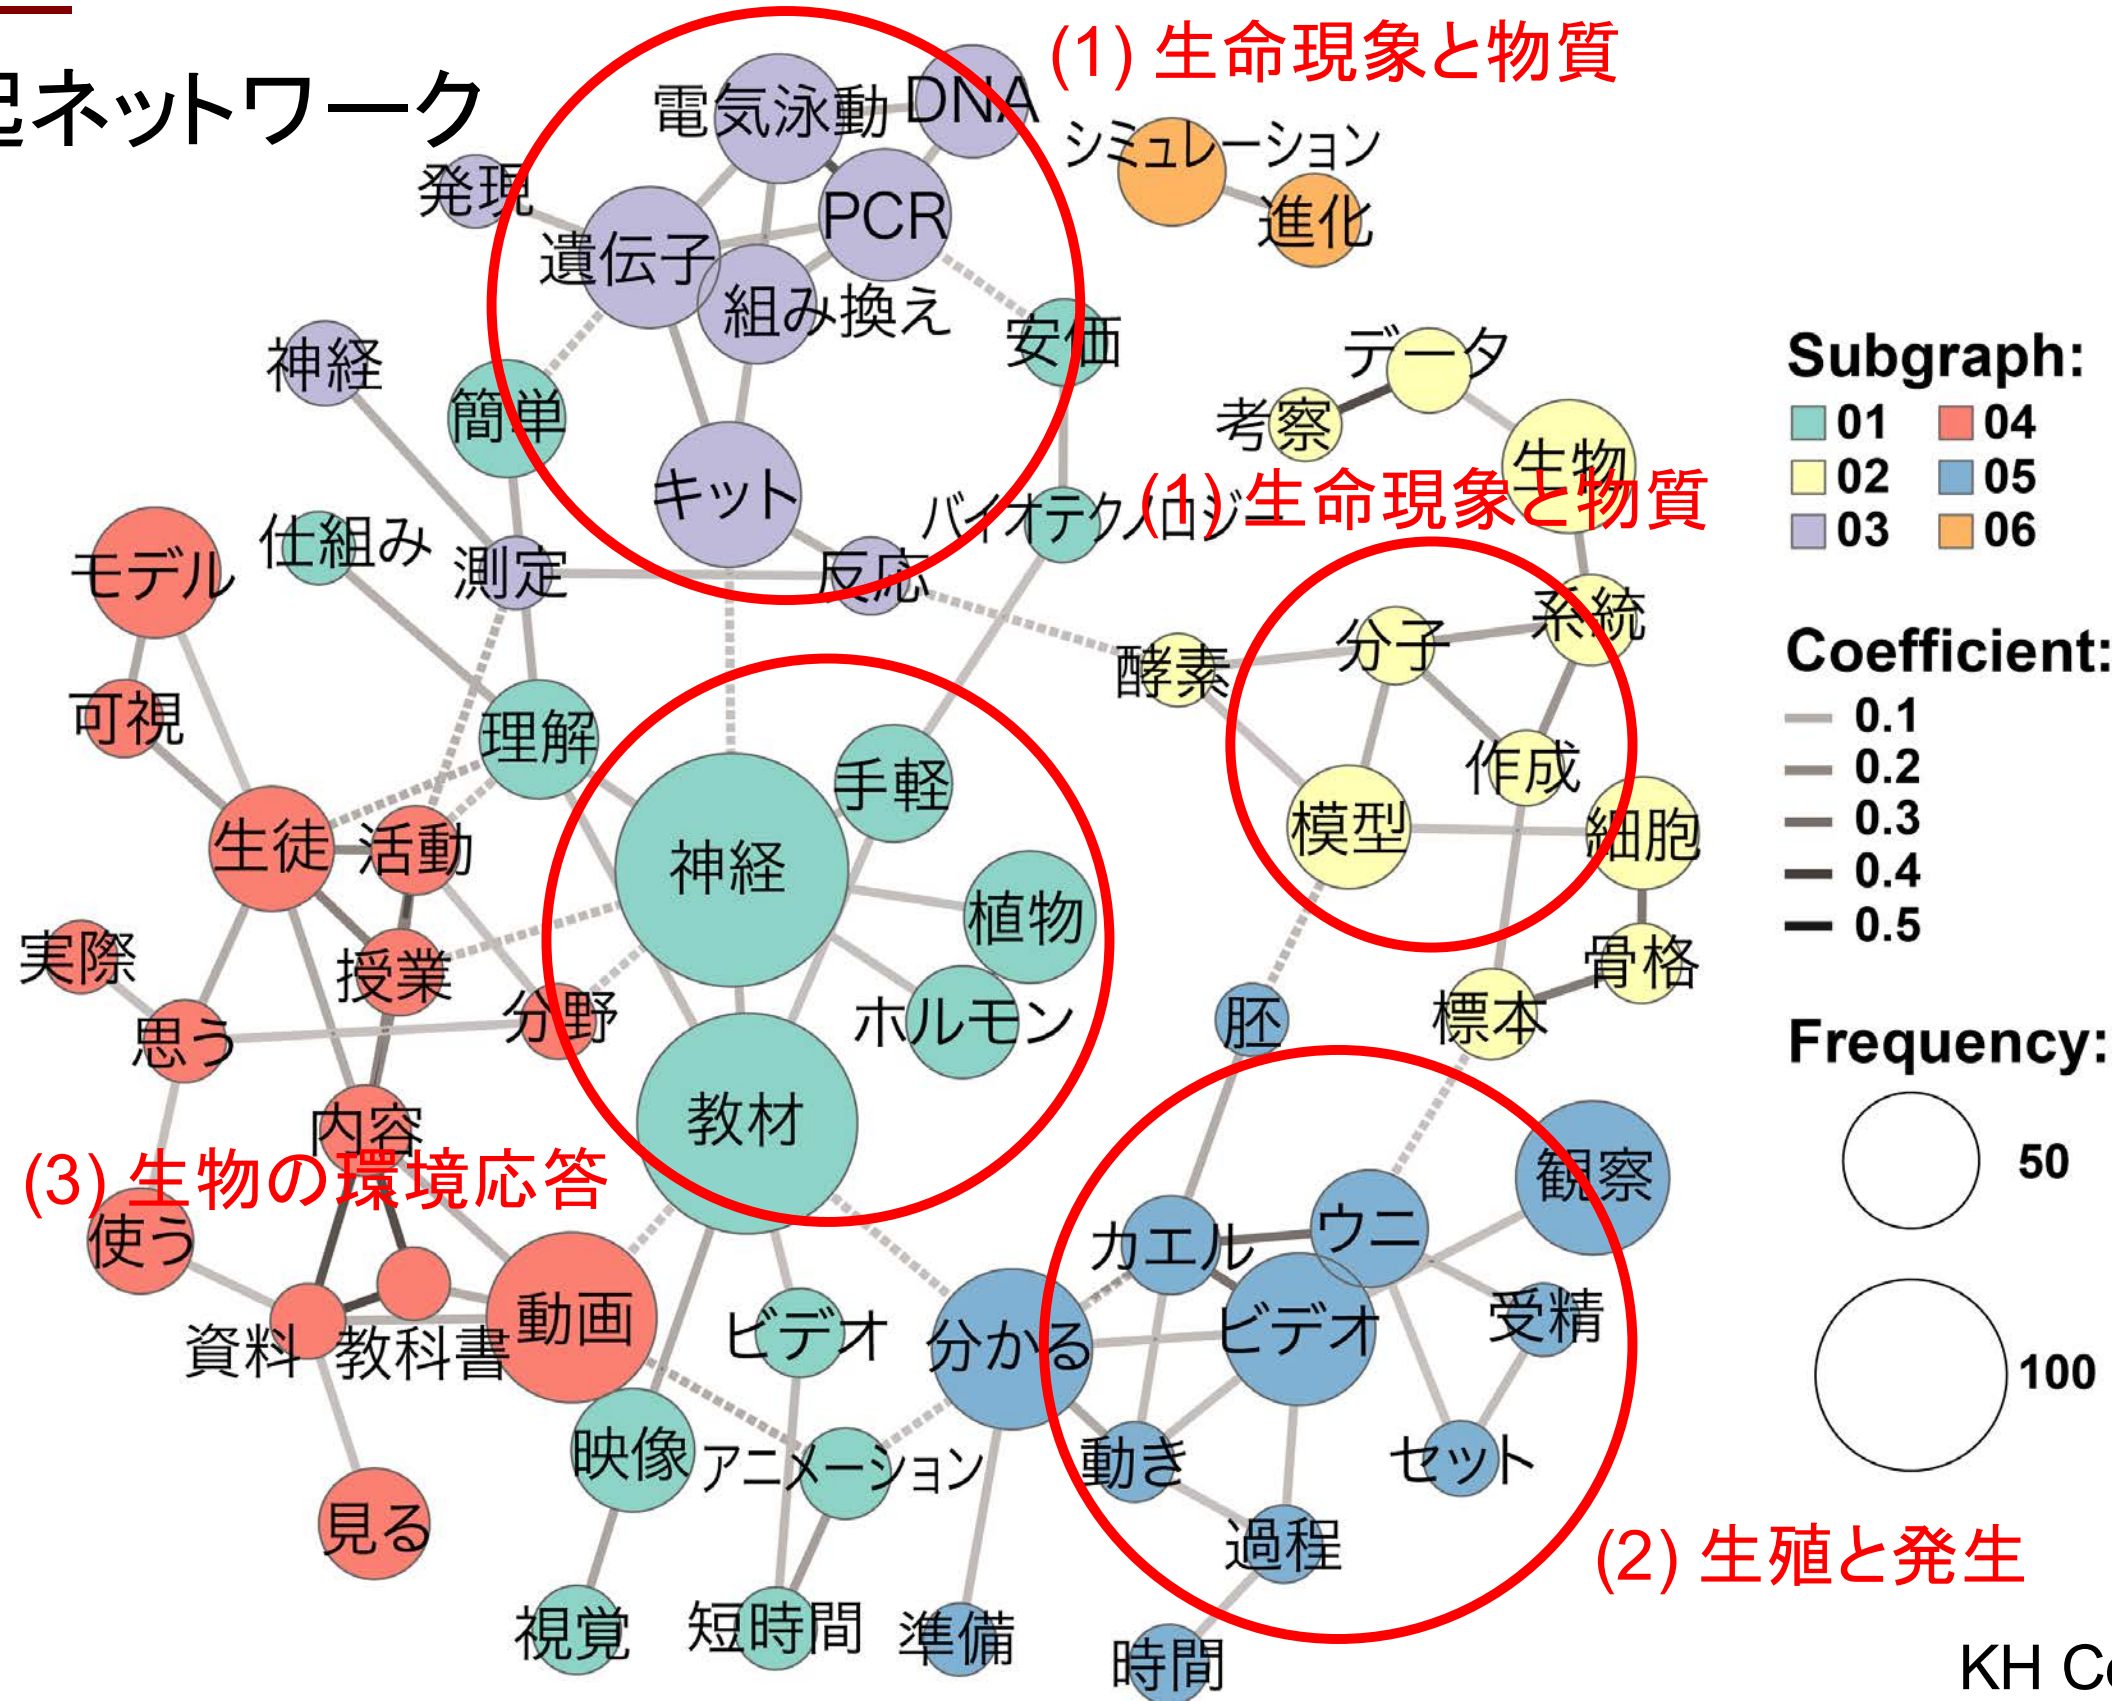 起ネットワーク
(1) 生命現象と物質
電気泳動
DNA
シミュレーション
発現
PCR
進化
遺伝子
組み換え
安価
データ
神経
簡単
考察
生物
キット
(1) 生命現象と物質
バイオテクノロジー
仕組み
モデル
測定
反応
系統
分子
酵素
可視
理解
手軽
作成
模型
細胞
生徒
活動
神経
植物
実際
授業
分野
ホルモン
骨格
標本
胚
思う
内容
教材
(3) 生物の環境応答
使う
観察
カエル
ウニ
資料
教科書
動画
ビデオ
分かる
ビデオ
受精
映像
アニメーション
動き
セット
見る
過程
(2) 生殖と発生
視覚
短時間
準備
時間
Subgraph:
01 04
02 05
03 06
Coefficient:
0.1
0.2
0.3
0.4
0.5
Frequency:
50
100
KH Co